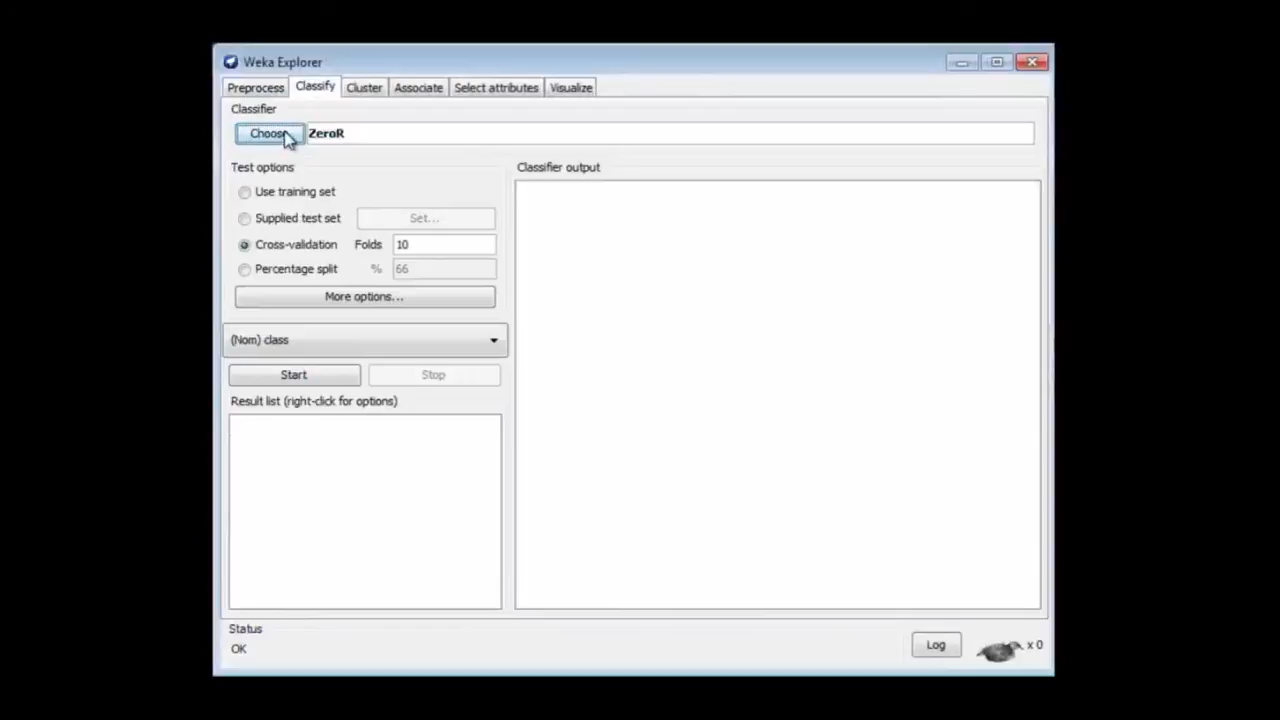 Weka Explorer
Preprocess Classify Cluster Associate Select attributes Visualize
Classifier
Choose ZeroR
Test options
Classifier output
Use training set
Supplied test set Set...
Cross-validation Folds 10
Percentage split % 66
More options...
(Nom) class
Start Stop
Result list (right-click for options)
Status
OK
Log x 0